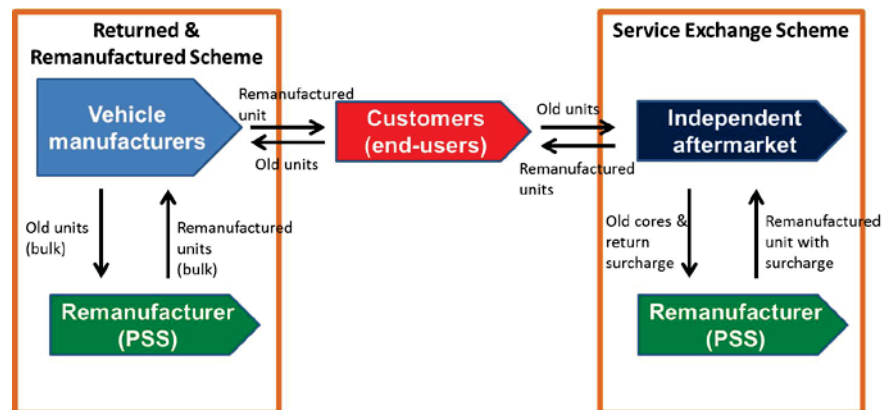 Returned &
Remanufactured Scheme
Vehicle
manufacturers
Remanufactured
unit
Old units
Customers
(end-users)
Old units
(bulk)
Remanufactured
units
(bulk)
Remanufacturer
(PSS)
Service Exchange Scheme
Old units
Remanufactured
units
Independent
aftermarket
Old cores &
return
surcharge
Remanufactured
unit with
surcharge
Remanufacturer
(PSS)